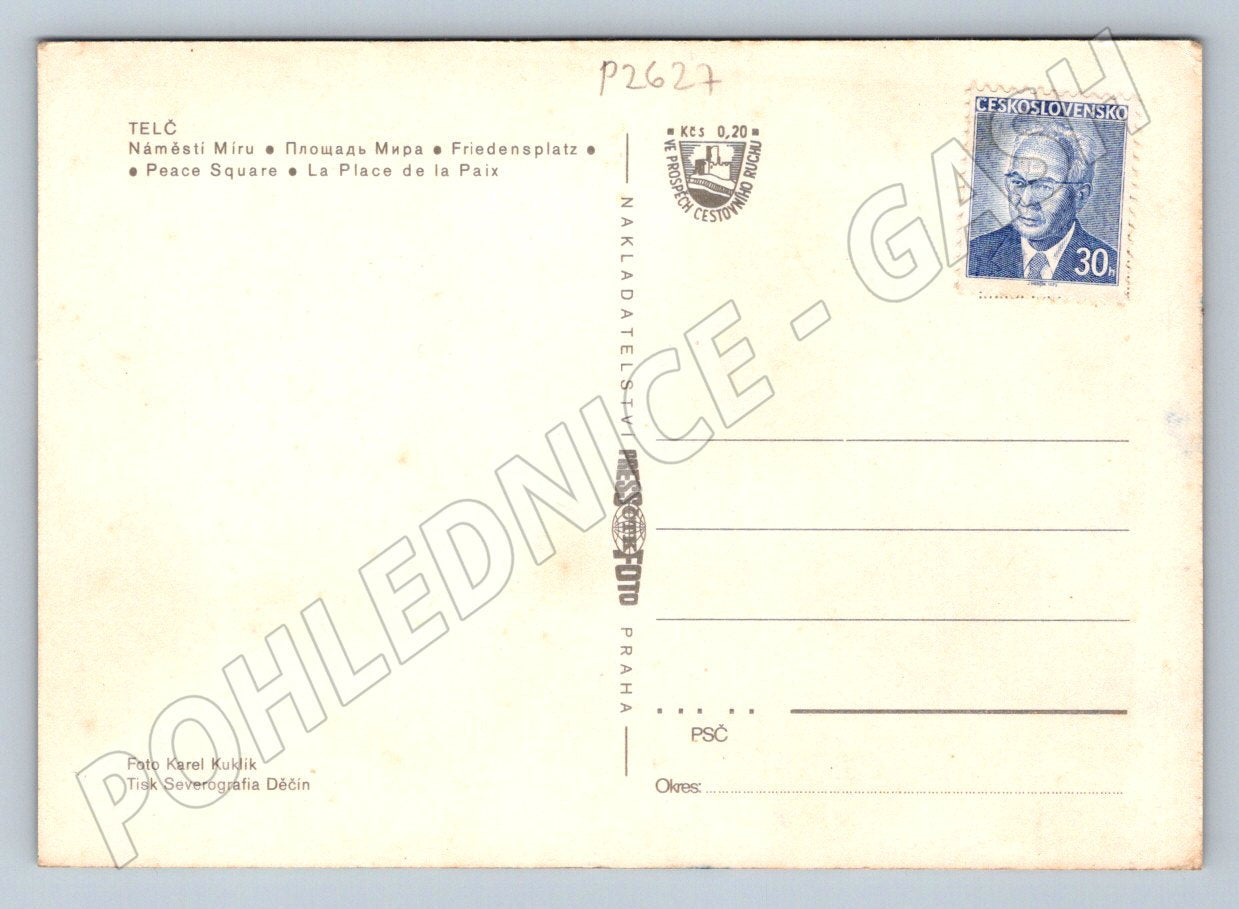 P2627
TELČ
Náměstí Míru ● Площадь Мира ● Friedensplatz ●
● Peace Square ● La Place de la Paix
Foto Karel Kuklík
Tisk Severografia Děčín
NAKLADATELSTVÍ PRESSFOTO PRAHA
ČTK
Kčs 0,20
VE PROSPĚCH CESTOVNÍHO RUCHU
ČESKOSLOVENSKO
30h
PSČ
Okres:
POHLEDNICE - GASH